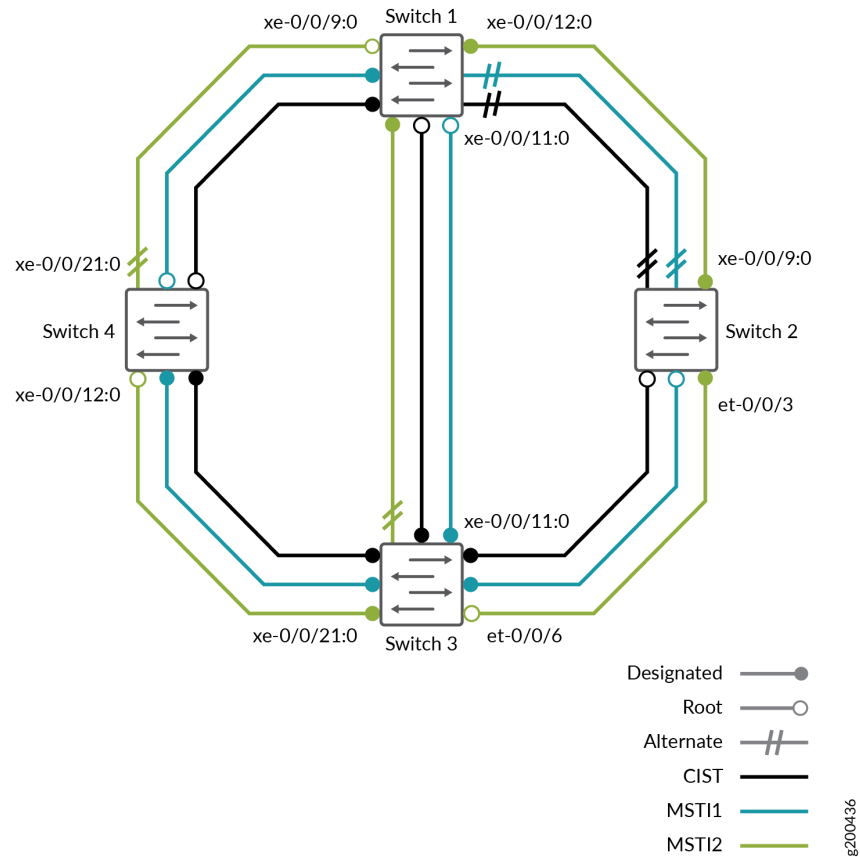 Switch 1
xe-0/0/9:0
xe-0/0/12:0
xe-0/0/11:0
xe-0/0/21:0
xe-0/0/9:0
Switch 4
Switch 2
xe-0/0/12:0
et-0/0/3
xe-0/0/11:0
xe-0/0/21:0
Switch 3
et-0/0/6
Designated
Root
Alternate
CIST
MSTI1
MSTI2
g200436